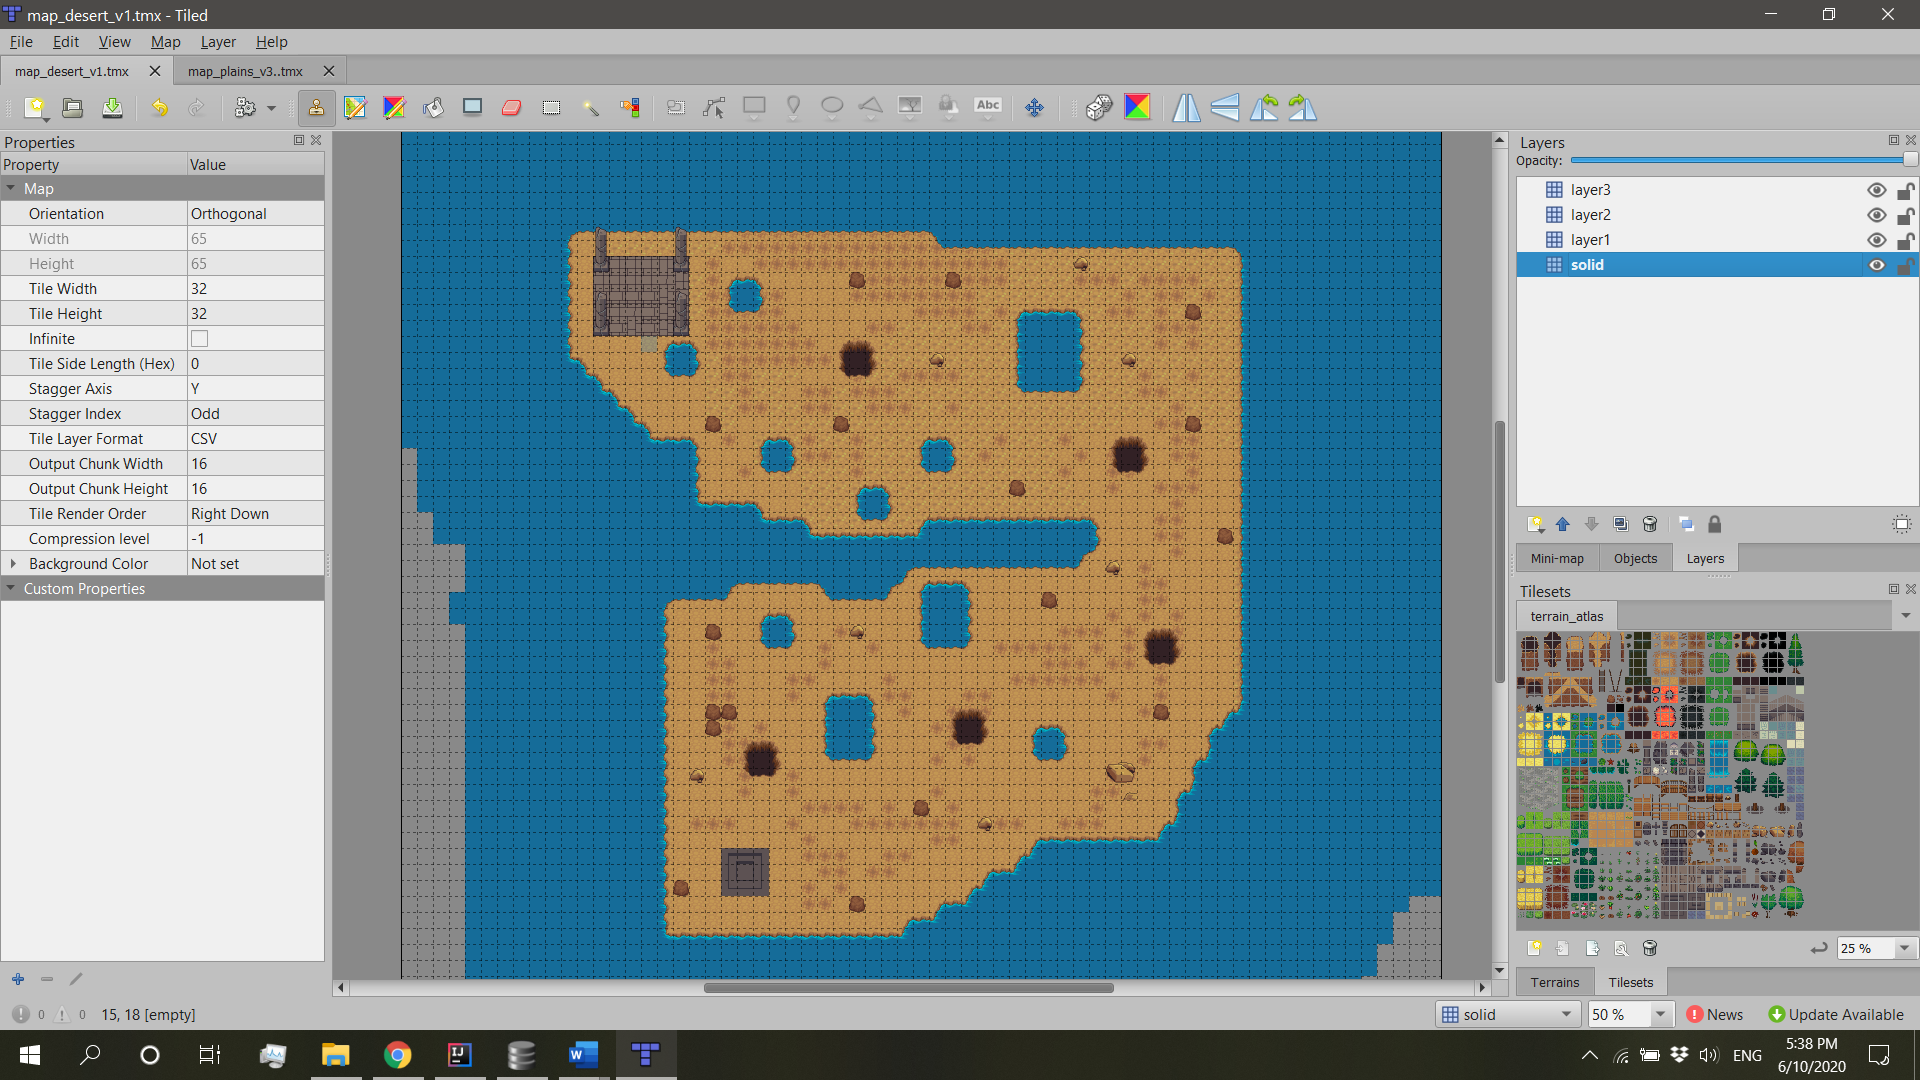 map_desert_v1.tmx - Tiled
File Edit View Map Layer Help
map_desert_v1.tmx map_plains_v3..tmx
Abc
Properties
Property Value
Map
Orientation Orthogonal
Width 65
Height 65
Tile Width 32
Tile Height 32
Infinite
Tile Side Length (Hex) 0
Stagger Axis Y
Stagger Index Odd
Tile Layer Format CSV
Output Chunk Width 16
Output Chunk Height 16
Tile Render Order Right Down
Compression level -1
Background Color Not set
Custom Properties
Layers
Opacity:
layer3
layer2
layer1
solid
Mini-map Objects Layers
Tilesets
terrain_atlas
25 %
Terrains Tilesets
0 0 15, 18 [empty]
solid 50 % News Update Available
IJ W ENG
5:38 PM
6/10/2020